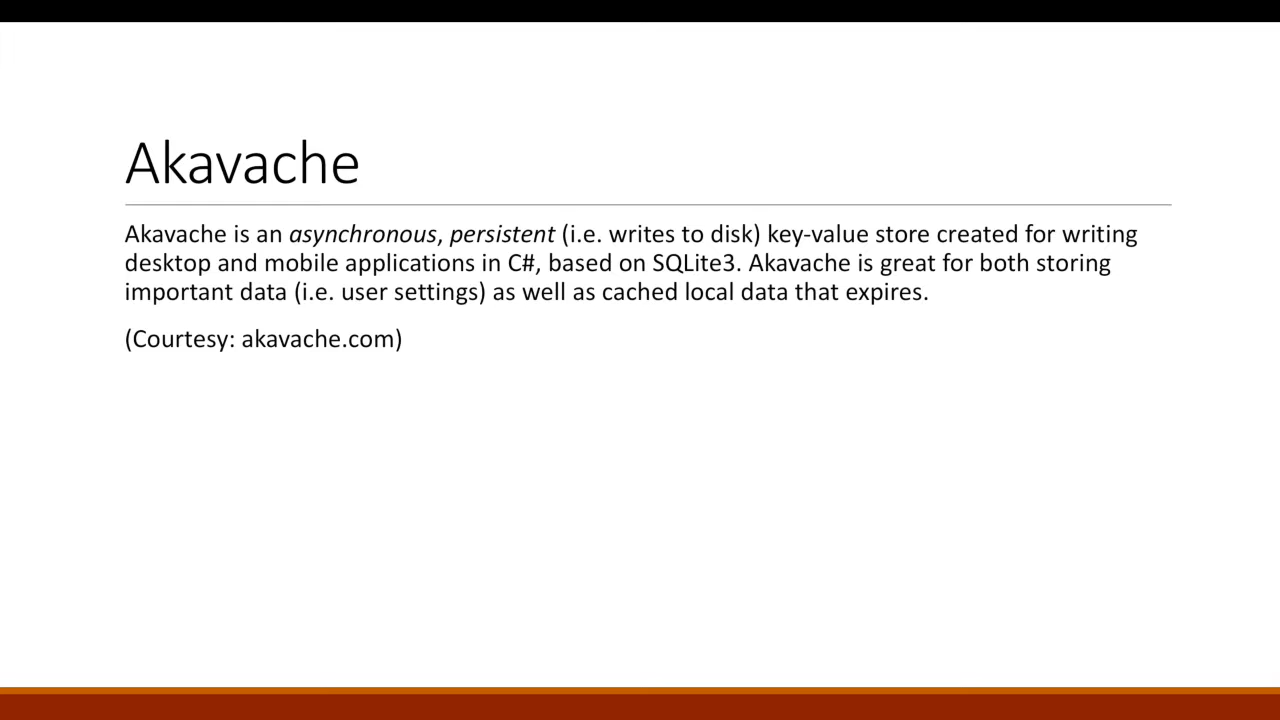 Akavache
Akavache is an asynchronous, persistent (i.e. writes to disk) key-value store created for writing
desktop and mobile applications in C#, based on SQLite3. Akavache is great for both storing
important data (i.e. user settings) as well as cached local data that expires.
(Courtesy: akavache.com)